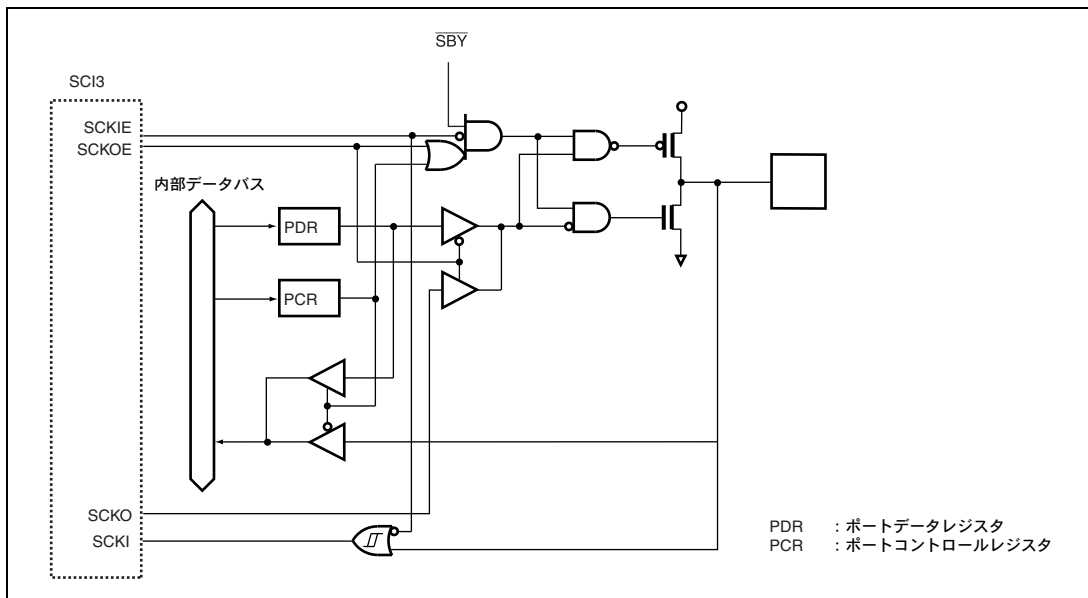 SBY
SCI3
SCKIE
SCKOE
内部データバス
PDR
PCR
SCKO
SCKI
PDR : ポートデータレジスタ
PCR : ポートコントロールレジスタ